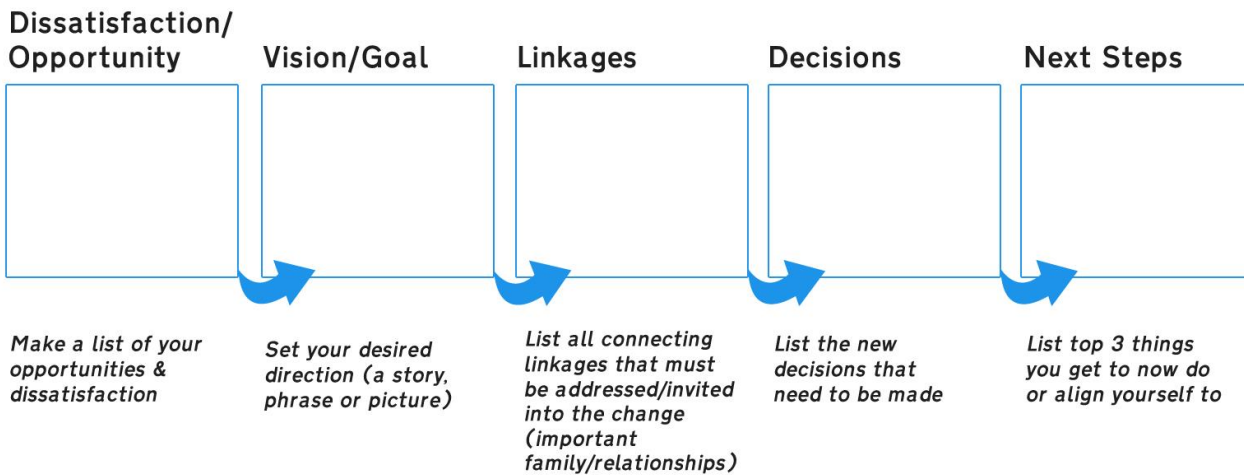 Dissatisfaction/
Opportunity
Vision/Goal
Linkages
Decisions
Next Steps
Make a list of your
opportunities &
dissatisfaction
Set your desired
direction (a story,
phrase or picture)
List all connecting
linkages that must
be addressed/invited
into the change
(important
family/relationships)
List the new
decisions that
need to be made
List top 3 things
you get to now do
or align yourself to